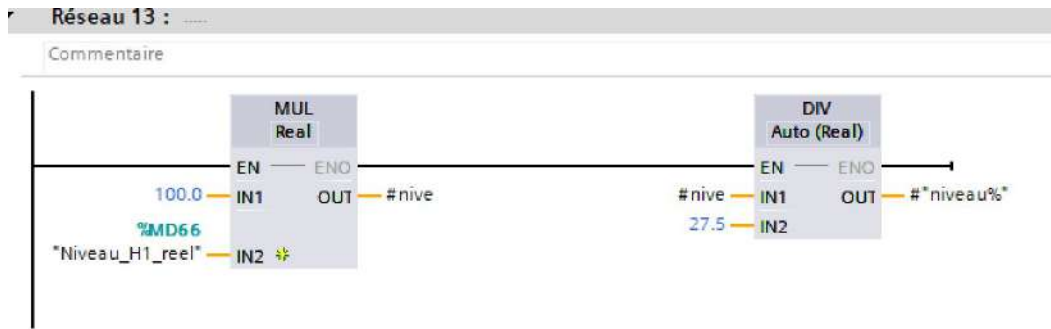 Réseau 13 : .....
Commentaire
MUL
Real
EN ENO
100.0 IN1 OUT #nive
%MD66
"Niveau_H1_reel" IN2
DIV
Auto (Real)
EN ENO
#nive IN1 OUT #"niveau%"
27.5 IN2